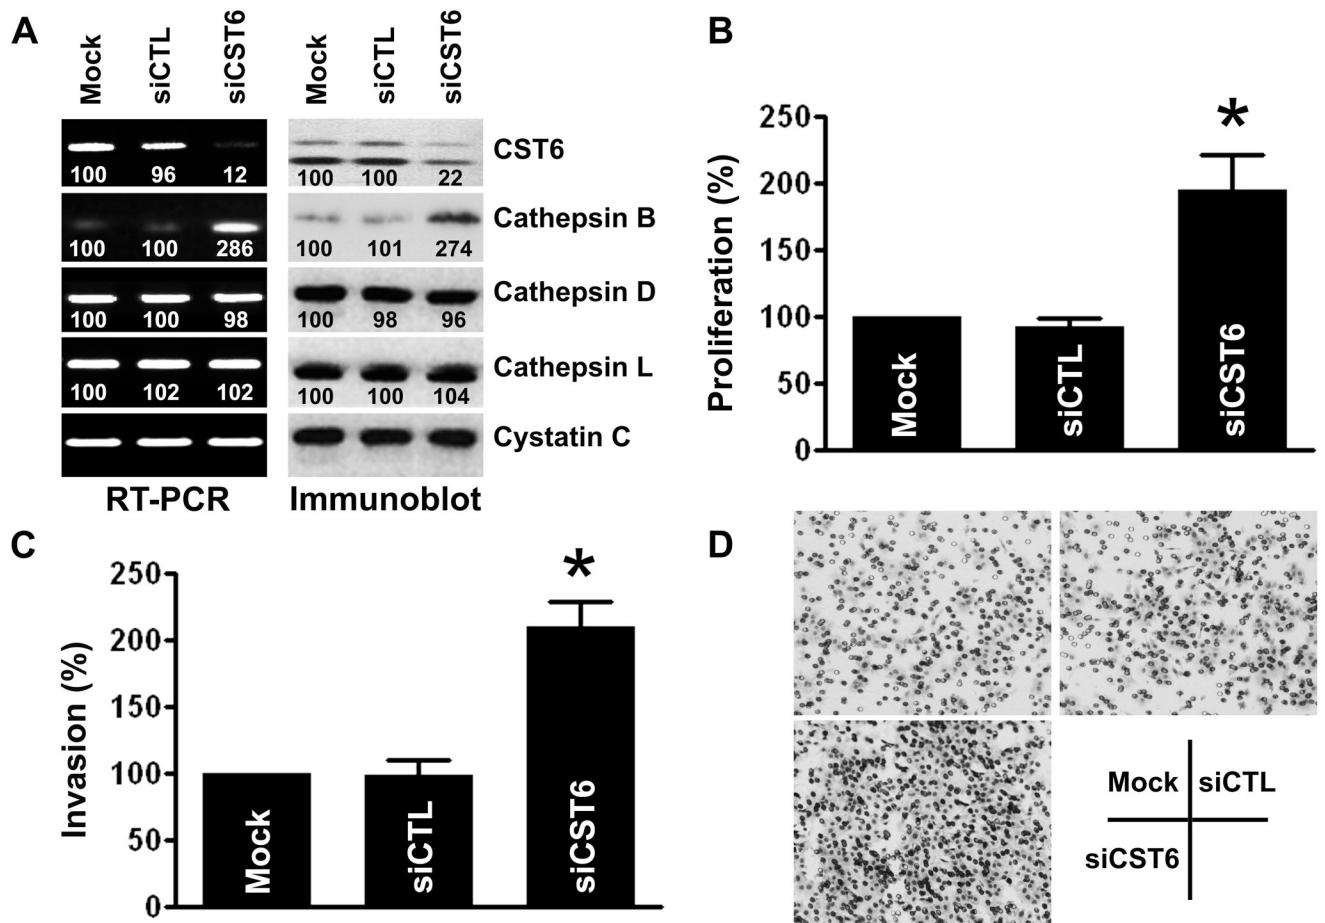 A
Mock
siCTL
siCST6
Mock
siCTL
siCST6
100
96
12
100
100
22
CST6
100
100
286
100
101
274
Cathepsin B
100
100
98
100
98
96
Cathepsin D
100
102
102
100
100
104
Cathepsin L
Cystatin C
RT-PCR
Immunoblot
B
Proliferation (%)
250
200
150
100
50
0
Mock
siCTL
siCST6
*
C
Invasion (%)
250
200
150
100
50
0
Mock
siCTL
siCST6
*
D
Mock
siCTL
siCST6